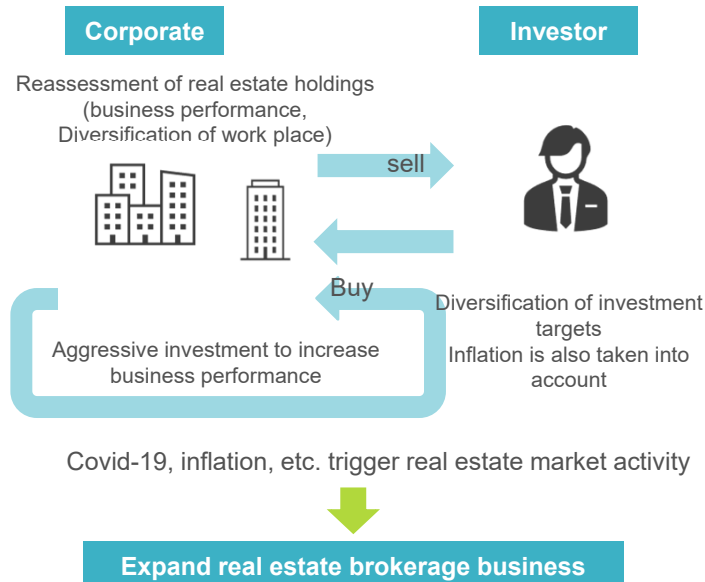 Corporate
Investor
Reassessment of real estate holdings
(business performance,
Diversification of work place)
sell
Buy
Diversification of investment
targets
Inflation is also taken into
account
Aggressive investment to increase
business performance
Covid-19, inflation, etc. trigger real estate market activity
Expand real estate brokerage business